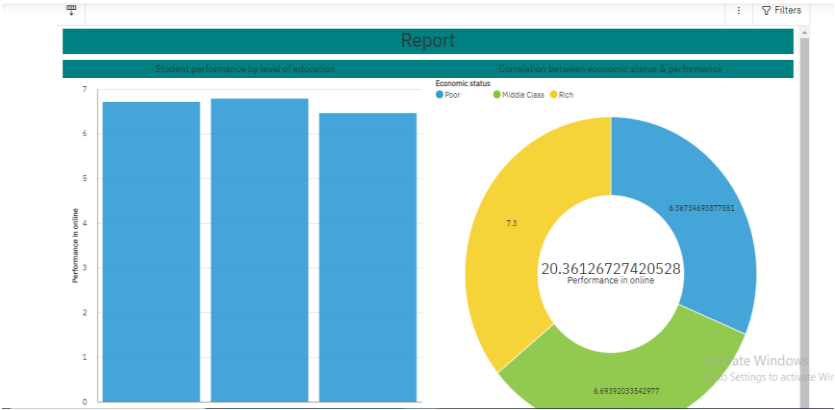 Filters
Report
Student performance by level of education
Correlation between economic status & performance
Economic status
Poor Middle Class Rich
7
6
5
4
3
2
1
0
Performance in online
6.36734693877551
7.3
20.36126727420528
Performance in online
6.69392033542977
Activate Windows
to Settings to activate Win